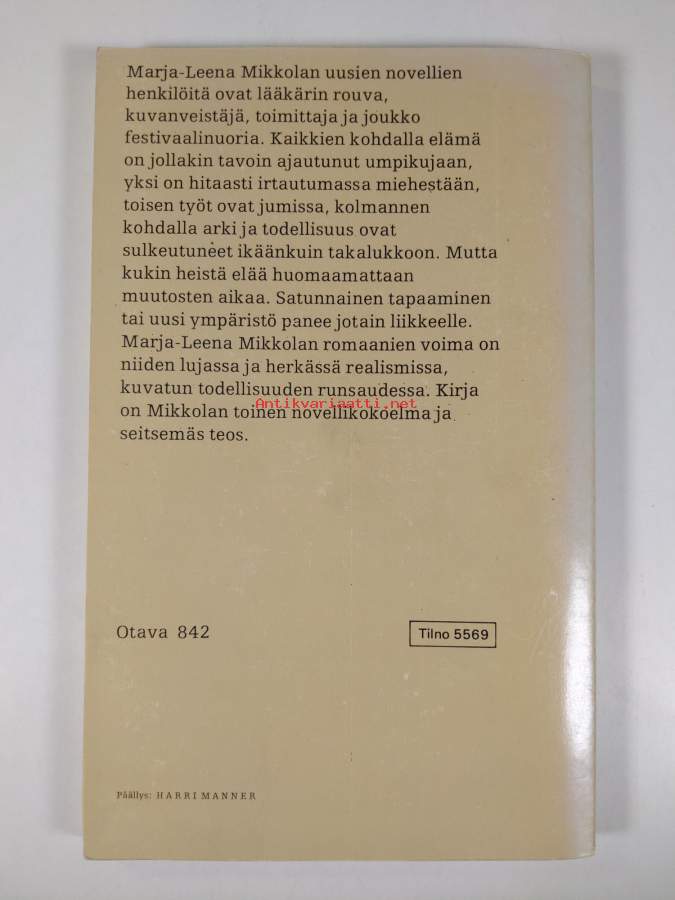 Marja-Leena Mikkolan uusien novellien
henkilöitä ovat lääkärin rouva,
kuvanveistäjä, toimittaja ja joukko
festivaalinuoria. Kaikkien kohdalla elämä
on jollakin tavoin ajautunut umpikujaan,
yksi on hitaasti irtautumassa miehestään,
toisen työt ovat jumissa, kolmannen
kohdalla arki ja todellisuus ovat
sulkeutuneet ikäänkuin takalukkoon. Mutta
kukin heistä elää huomaamattaan
muutosten aikaa. Satunnainen tapaaminen
tai uusi ympäristö panee jotain liikkeelle.
Marja-Leena Mikkolan romaanien voima on
niiden lujassa ja herkässä realismissa,
kuvatun todellisuuden runsaudessa. Kirja
Antikvariaatti.net
on Mikkolan toinen novellikokoelma ja
seitsemäs teos.
Otava 842
Tilno 5569
Päällys: HARRI MANNER